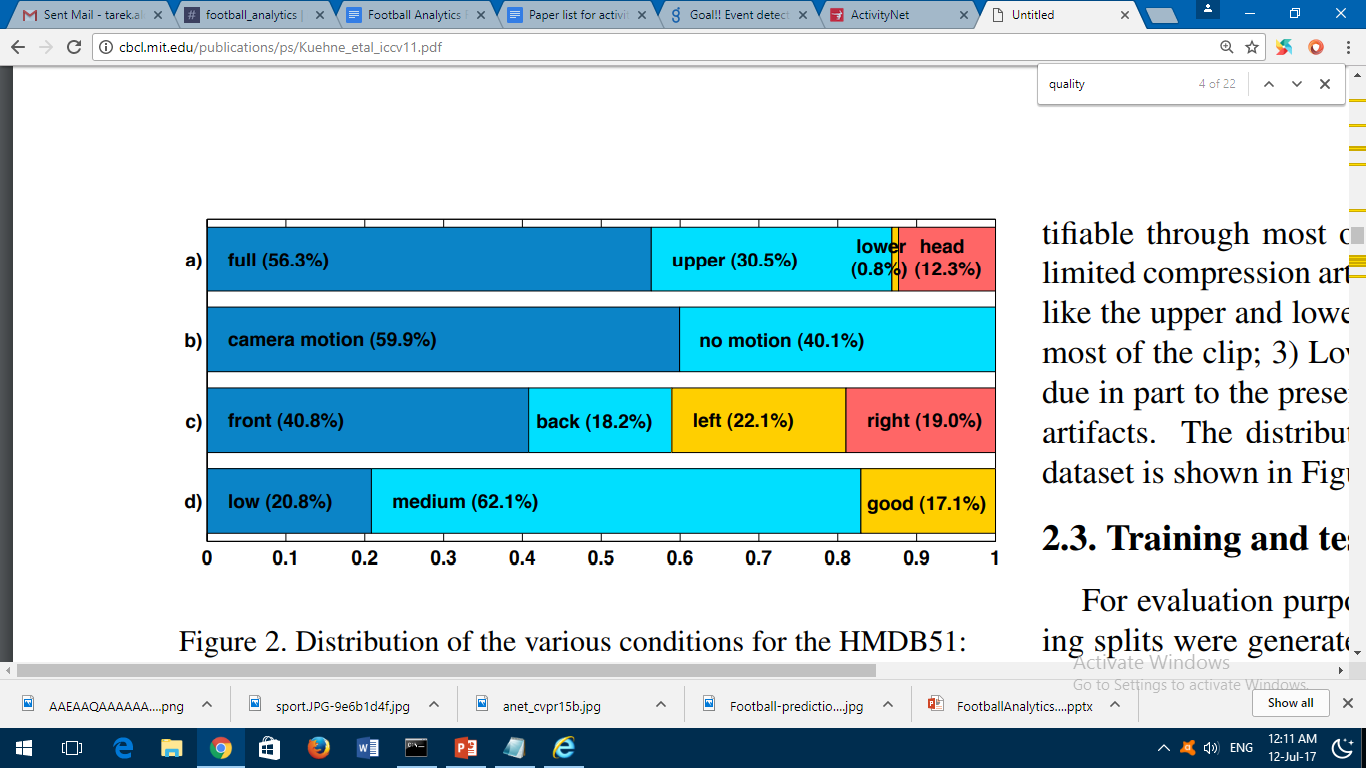 Sent Mail - tarek.al
football_analytics |
Football Analytics
Paper list for activi
Goal!! Event detect
ActivityNet
Untitled
cbcl.mit.edu/publications/ps/Kuehne_etal_iccv11.pdf
quality
4 of 22
a)
full (56.3%)
upper (30.5%)
lower
(0.8%)
head
(12.3%)
b)
camera motion (59.9%)
no motion (40.1%)
c)
front (40.8%)
back (18.2%)
left (22.1%)
right (19.0%)
d)
low (20.8%)
medium (62.1%)
good (17.1%)
0 0.1 0.2 0.3 0.4 0.5 0.6 0.7 0.8 0.9 1
Figure 2. Distribution of the various conditions for the HMDB51:
tifiable through most o
limited compression art
like the upper and lowe
most of the clip; 3) Lov
due in part to the prese
artifacts. The distribut
dataset is shown in Figu
2.3. Training and te
For evaluation purpo
ing splits were generate
Activate Windows
Go to Settings to activate Windows.
AAEAAQAAAAAA....png
sport.JPG-9e6b1d4f.jpg
anet_cvpr15b.jpg
Football-predictio....jpg
FootballAnalytics....pptx
Show all
ENG
12:11 AM
12-Jul-17